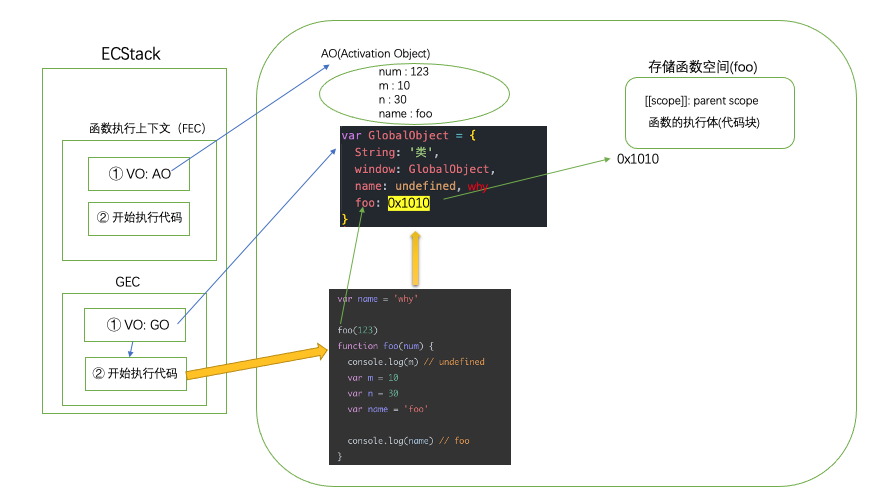 ECStack
函数执行上下文（FEC）
① VO: AO
② 开始执行代码
GEC
① VO: GO
② 开始执行代码
AO(Activation Object)
num : 123
m : 10
n : 30
name : foo
var GlobalObject = {
String: '类',
window: GlobalObject,
name: undefined, why
foo: 0x1010
}
var name = 'why'
foo(123)
function foo(num) {
console.log(m) // undefined
var m = 10
var n = 30
var name = 'foo'
console.log(name) // foo
}
存储函数空间(foo)
[[scope]]: parent scope
函数的执行体(代码块)
0x1010